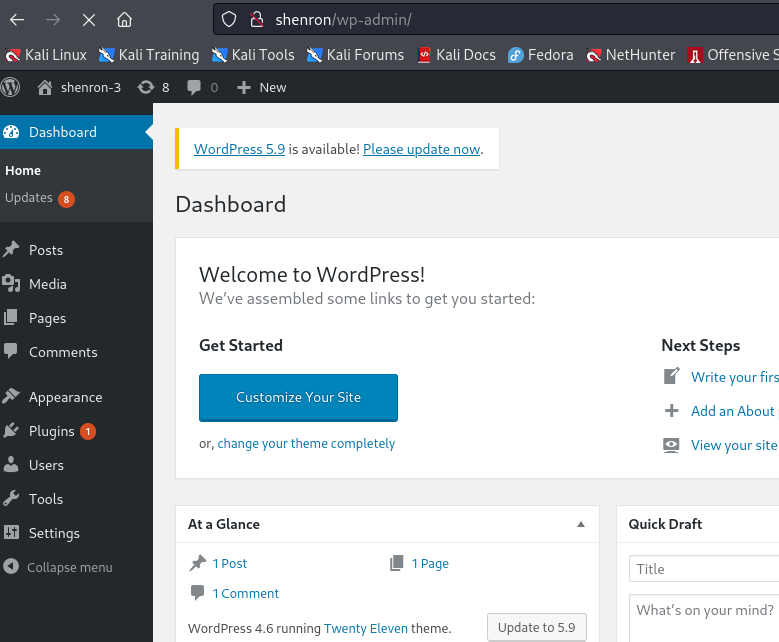 shenron/wp-admin/
Kali Linux Kali Training Kali Tools Kali Forums Kali Docs Fedora NetHunter Offensive S
shenron-3 8 0 New
Dashboard
Home
Updates 8
Posts
Media
Pages
Comments
Appearance
Plugins 1
Users
Tools
Settings
Collapse menu
WordPress 5.9 is available! Please update now.
Dashboard
Welcome to WordPress!
We've assembled some links to get you started:
Get Started
Customize Your Site
or, change your theme completely
Next Steps
Write your firs
Add an About
View your site
At a Glance
1 Post 1 Page
1 Comment
WordPress 4.6 running Twenty Eleven theme.
Update to 5.9
Quick Draft
Title
What's on your mind?